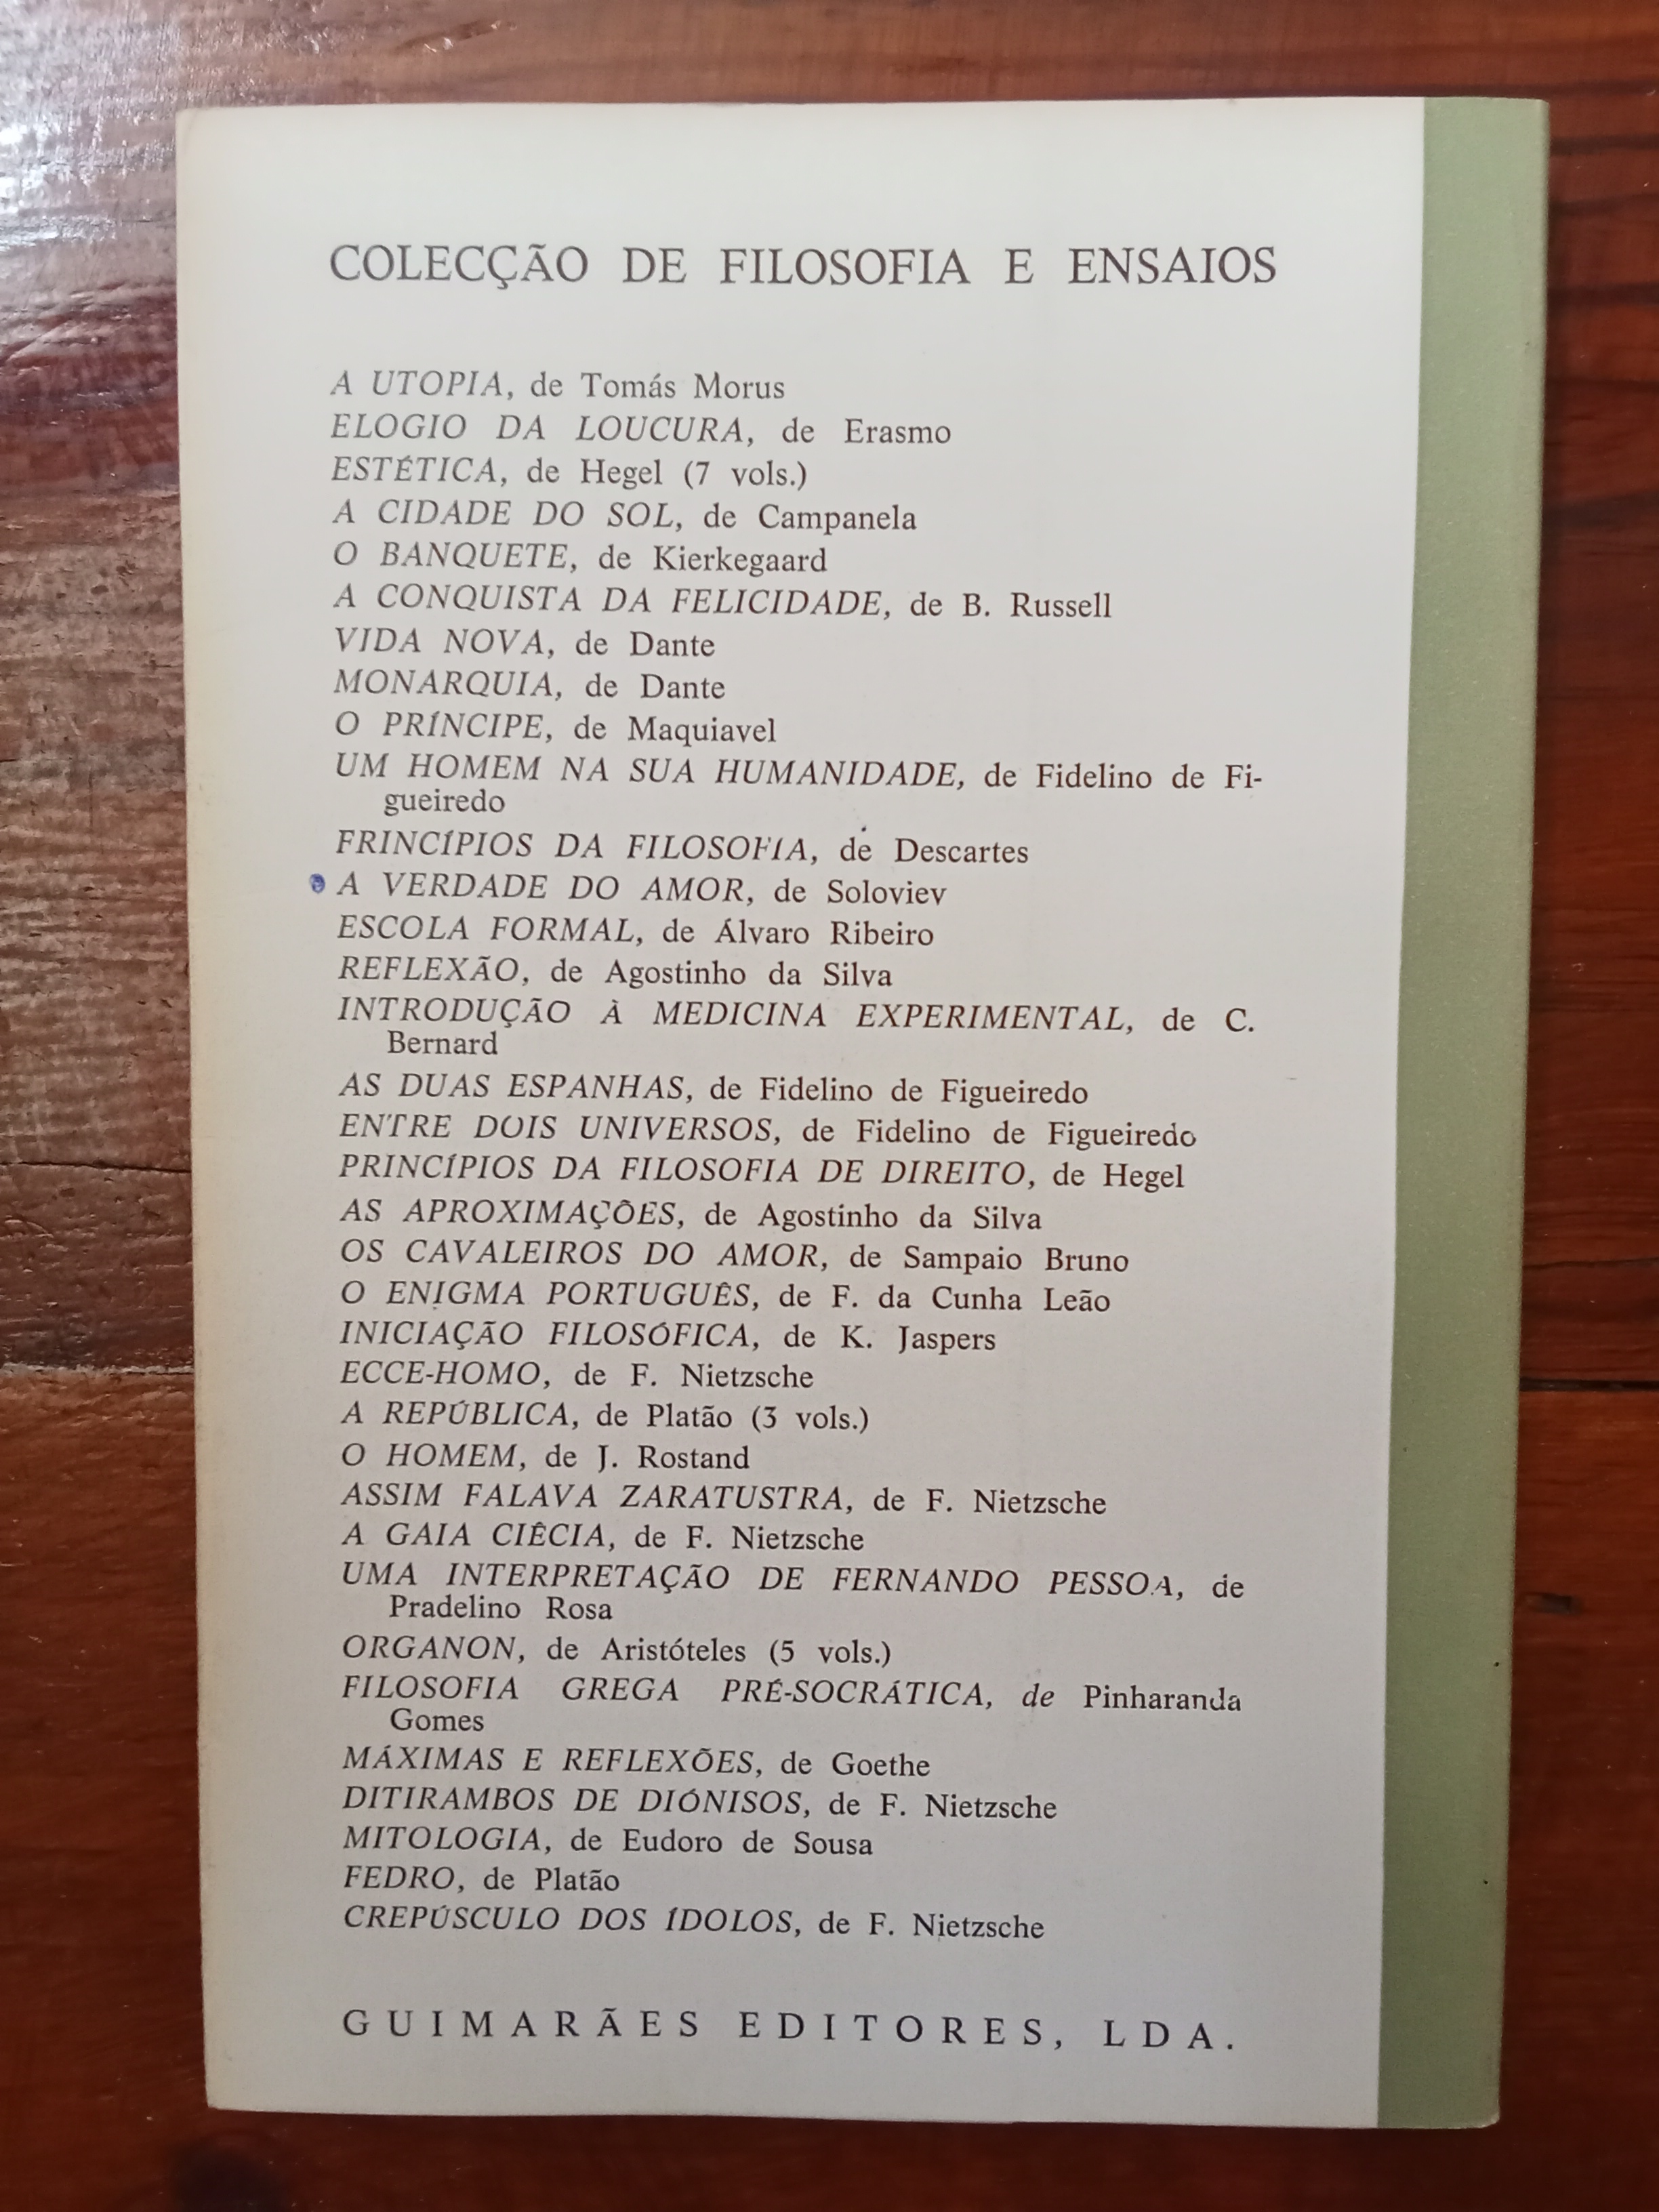 COLECÇÃO DE FILOSOFIA E ENSAIOS
A UTOPIA, de Tomás Morus
ELOGIO DA LOUCURA, de Erasmo
ESTÉTICA, de Hegel (7 vols.)
A CIDADE DO SOL, de Campanela
O BANQUETE, de Kierkegaard
A CONQUISTA DA FELICIDADE, de B. Russell
VIDA NOVA, de Dante
MONARQUIA, de Dante
O PRÍNCIPE, de Maquiavel
UM HOMEM NA SUA HUMANIDADE, de Fidelino de Fi-
gueiredo
FRINCÍPIOS DA FILOSOFIA, de Descartes
A VERDADE DO AMOR, de Soloviev
ESCOLA FORMAL, de Álvaro Ribeiro
REFLEXÃO, de Agostinho da Silva
INTRODUÇÃO À MEDICINA EXPERIMENTAL, de C.
Bernard
AS DUAS ESPANHAS, de Fidelino de Figueiredo
ENTRE DOIS UNIVERSOS, de Fidelino de Figueiredo
PRINCÍPIOS DA FILOSOFIA DE DIREITO, de Hegel
AS APROXIMAÇÕES, de Agostinho da Silva
OS CAVALEIROS DO AMOR, de Sampaio Bruno
O ENIGMA PORTUGUÊS, de F. da Cunha Leão
INICIAÇÃO FILOSÓFICA, de K. Jaspers
ECCE-HOMO, de F. Nietzsche
A REPÚBLICA, de Platão (3 vols.)
O HOMEM, de J. Rostand
ASSIM FALAVA ZARATUSTRA, de F. Nietzsche
A GAIA CIÊCIA, de F. Nietzsche
UMA INTERPRETAÇÃO DE FERNANDO PESSOA, de
Pradelino Rosa
ORGANON, de Aristóteles (5 vols.)
FILOSOFIA GREGA PRÉ-SOCRÁTICA, de Pinharanda
Gomes
MÁXIMAS E REFLEXÕES, de Goethe
DITIRAMBOS DE DIÓNISOS, de F. Nietzsche
MITOLOGIA, de Eudoro de Sousa
FEDRO, de Platão
CREPÚSCULO DOS ÍDOLOS, de F. Nietzsche
GUIMARÃES EDITORES, LDA.